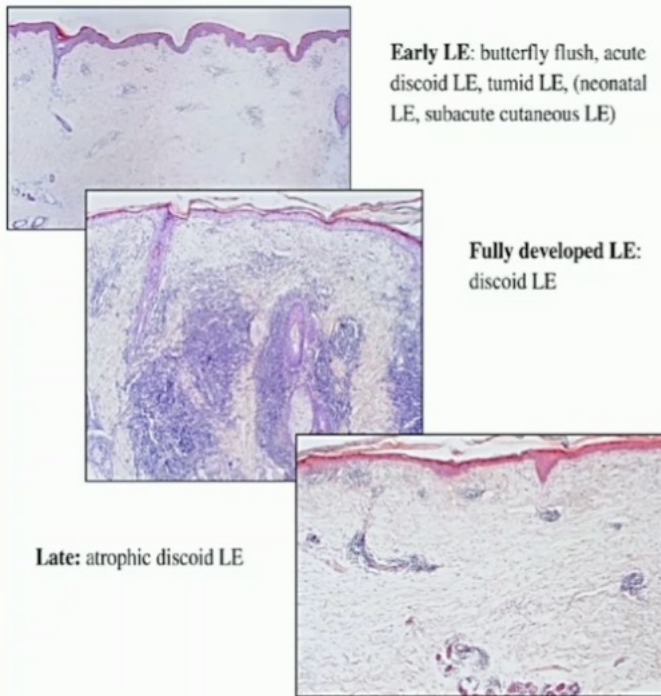 Early LE: butterfly flush, acute
discoid LE, tumid LE, (neonatal
LE, subacute cutaneous LE)
Fully developed LE:
discoid LE
Late: atrophic discoid LE